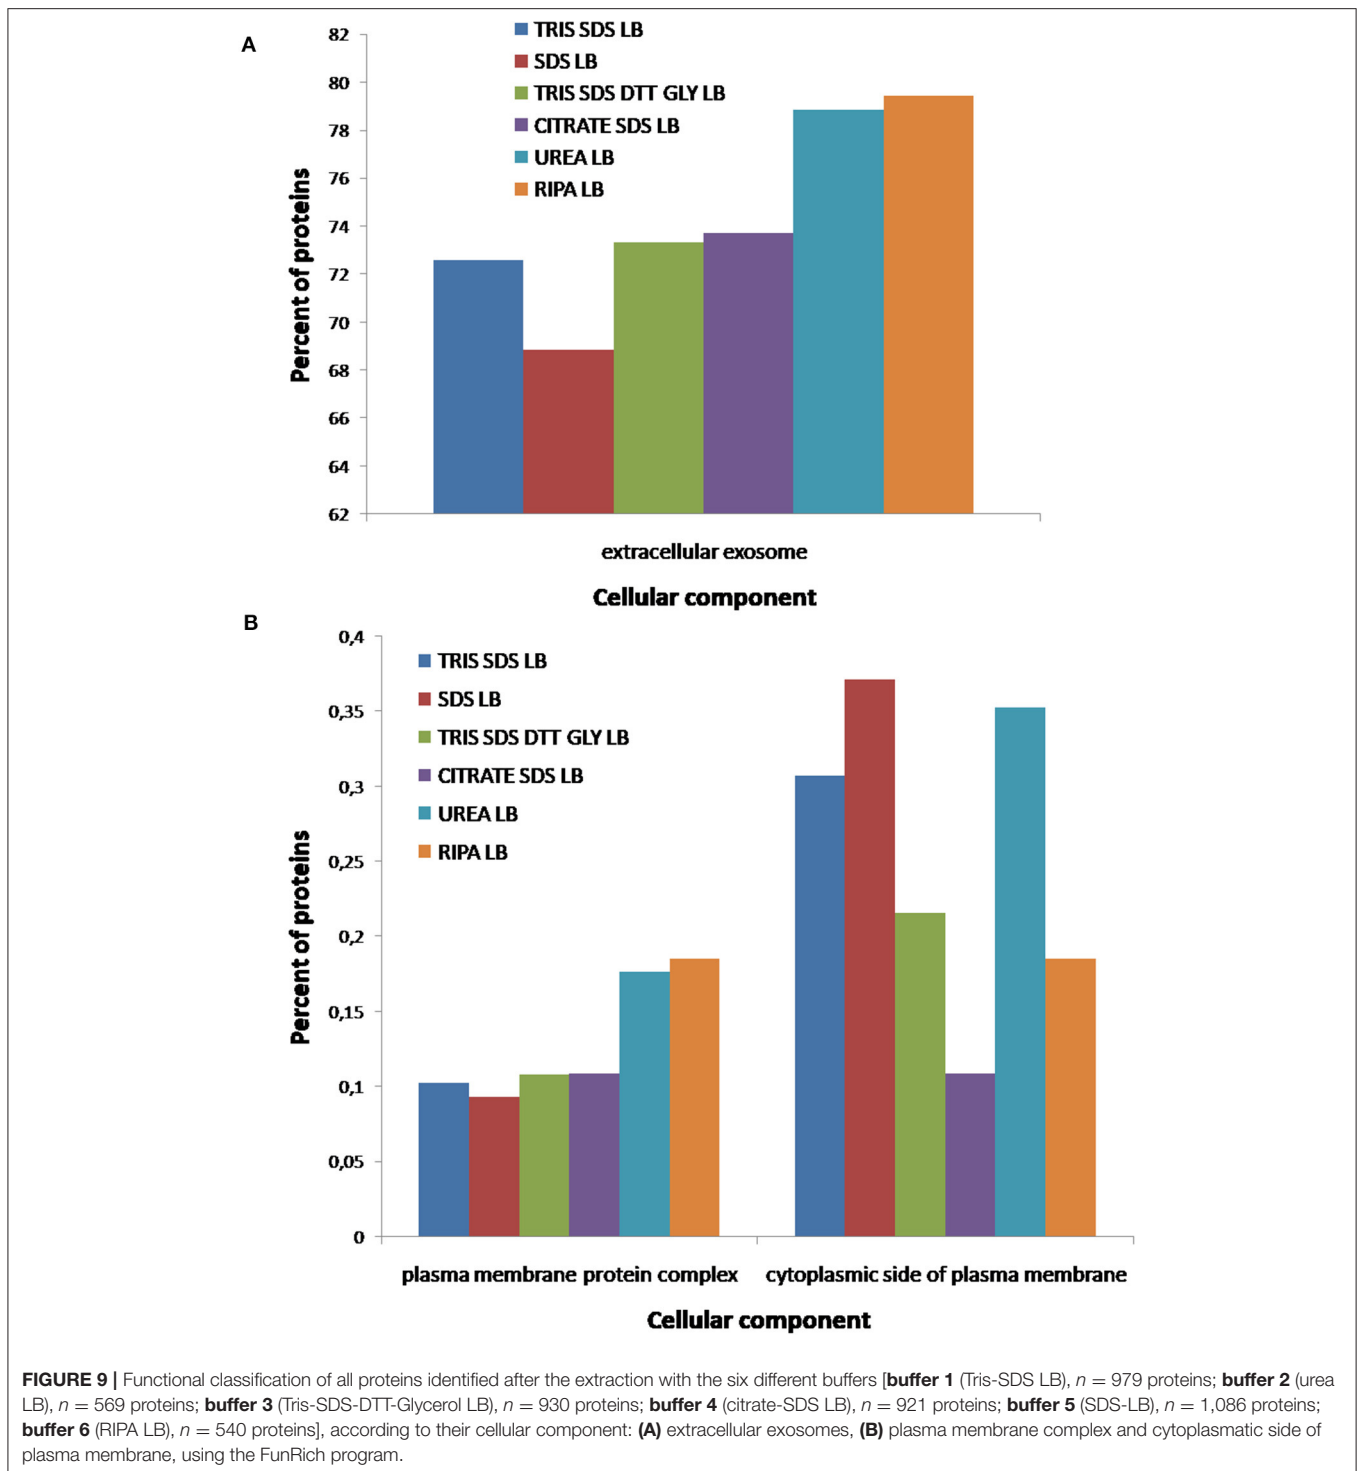 A
82
80
78
76
74
72
70
68
66
64
62
Percent of proteins
TRIS SDS LB
SDS LB
TRIS SDS DTT GLY LB
CITRATE SDS LB
UREA LB
RIPA LB
extracellular exosome
Cellular component
B
0,4
0,35
0,3
0,25
0,2
0,15
0,1
0,05
0
Percent of proteins
TRIS SDS LB
SDS LB
TRIS SDS DTT GLY LB
CITRATE SDS LB
UREA LB
RIPA LB
plasma membrane protein complex
cytoplasmic side of plasma membrane
Cellular component
FIGURE 9 | Functional classification of all proteins identified after the extraction with the six different buffers [buffer 1 (Tris-SDS LB), n = 979 proteins; buffer 2 (urea
LB), n = 569 proteins; buffer 3 (Tris-SDS-DTT-Glycerol LB), n = 930 proteins; buffer 4 (citrate-SDS LB), n = 921 proteins; buffer 5 (SDS-LB), n = 1,086 proteins;
buffer 6 (RIPA LB), n = 540 proteins], according to their cellular component: (A) extracellular exosomes, (B) plasma membrane complex and cytoplasmatic side of
plasma membrane, using the FunRich program.